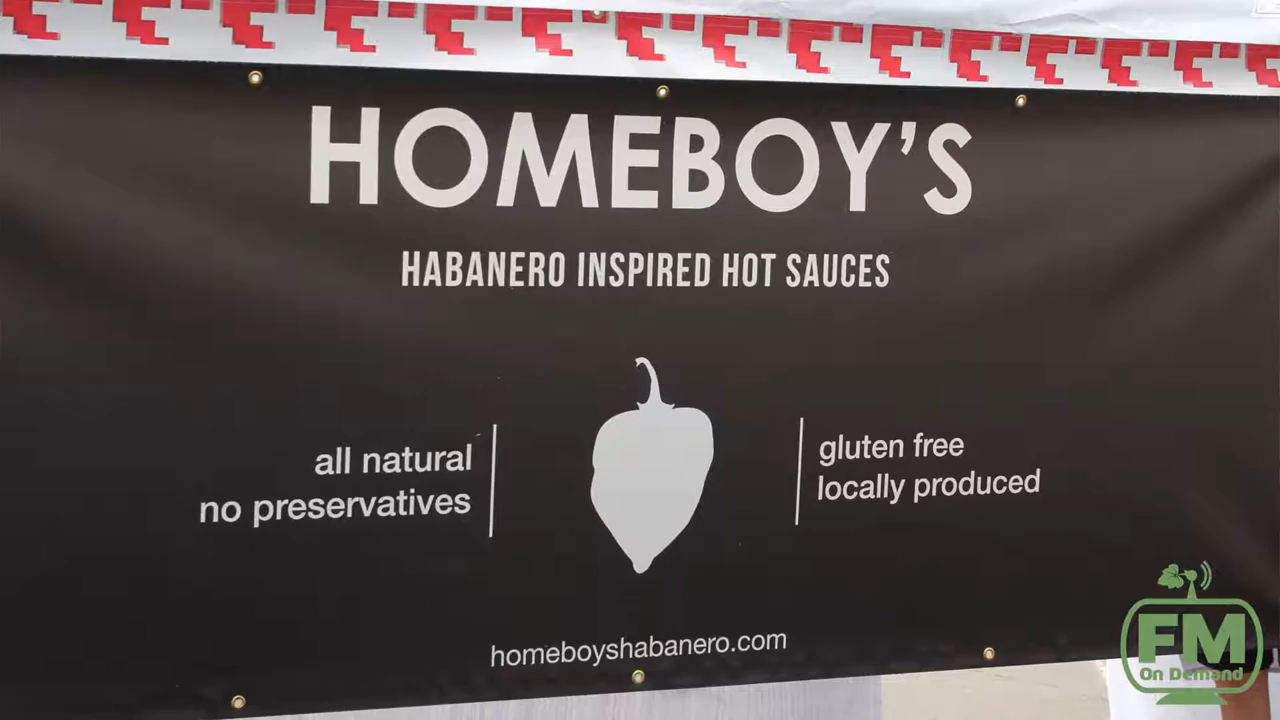 HOMEBOY'S
HABANERO INSPIRED HOT SAUCES
all natural
no preservatives
gluten free
locally produced
homeboyshabanero.com
FM
On Demand